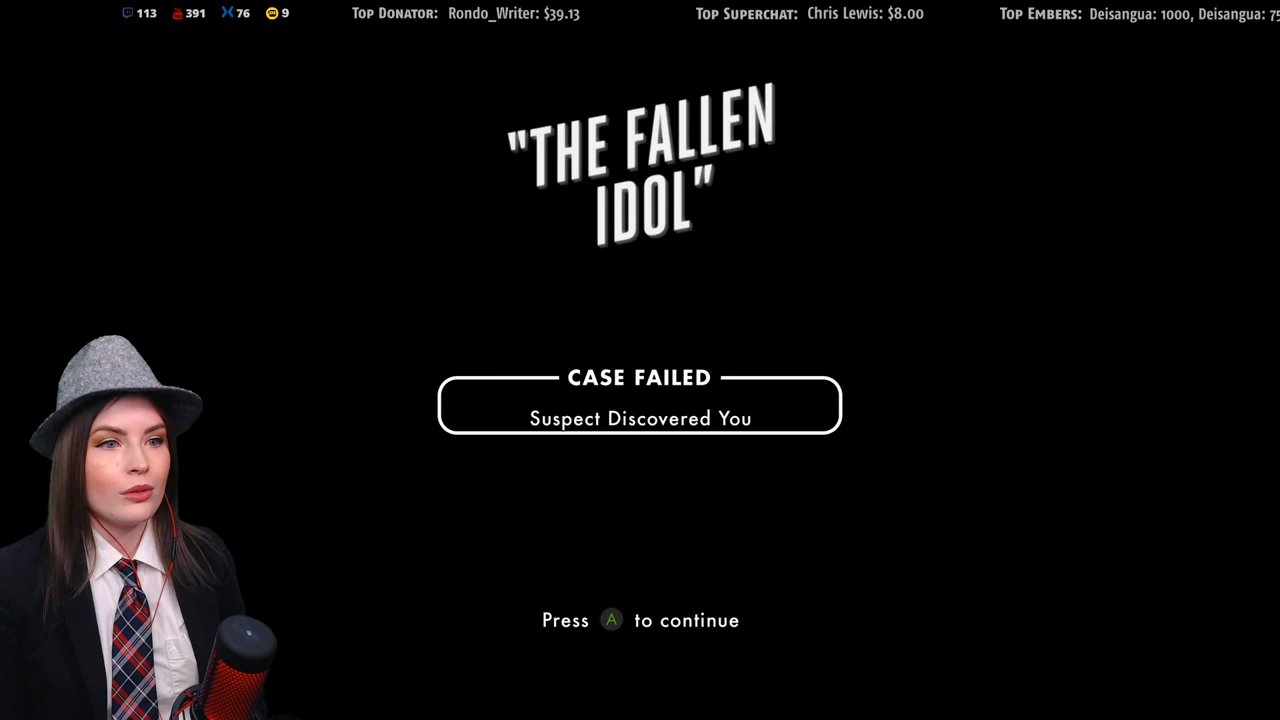 113 391 76 9 Top Donator: Rondo_Writer: $39.13 Top Superchat: Chris Lewis: $8.00 Top Embers: Deisangua: 1000, Deisangua: 75
"THE FALLEN
IDOL"
CASE FAILED
Suspect Discovered You
Press A to continue